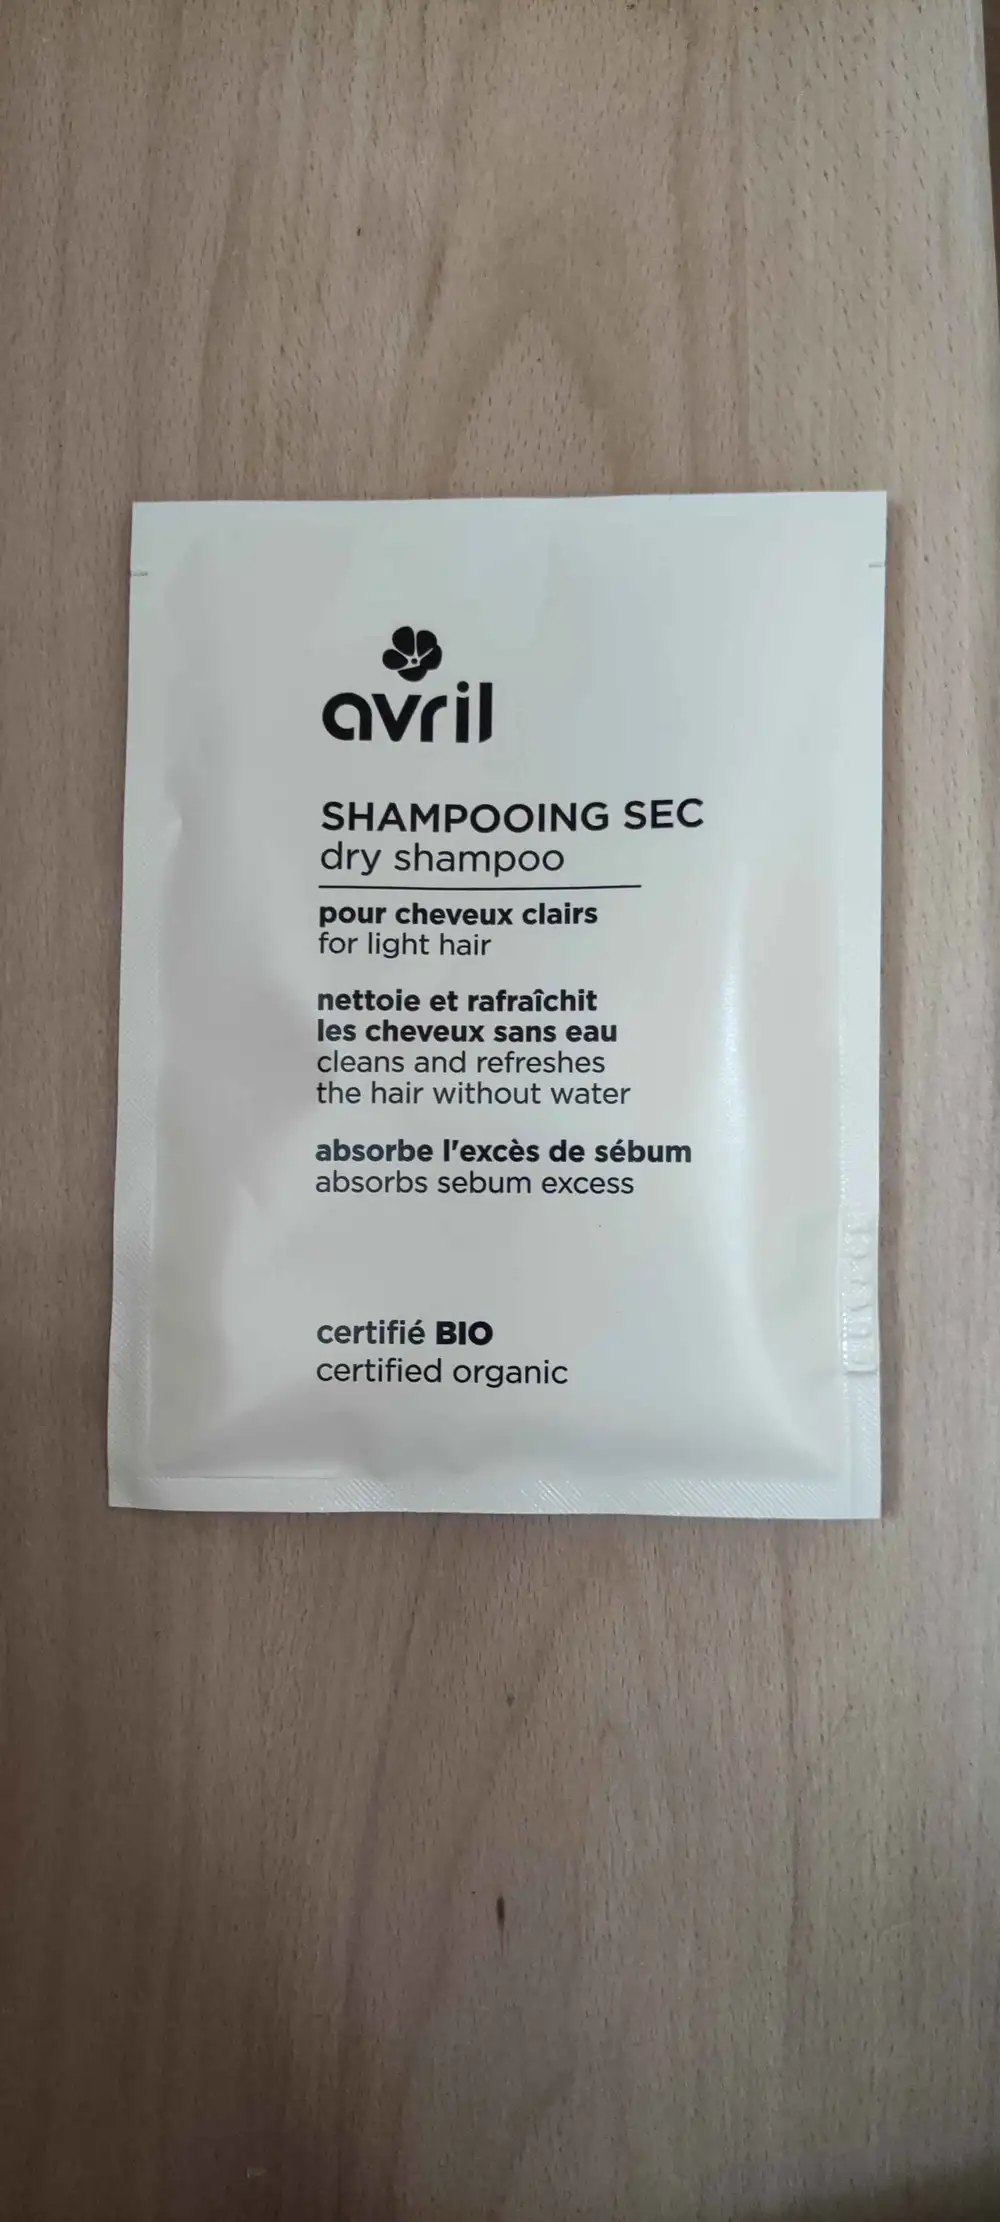 avril
SHAMPOOING SEC
dry shampoo
pour cheveux clairs
for light hair
nettoie et rafraîchit
les cheveux sans eau
cleans and refreshes
the hair without water
absorbe l'excès de sébum
absorbs sebum excess
certifié BIO
certified organic